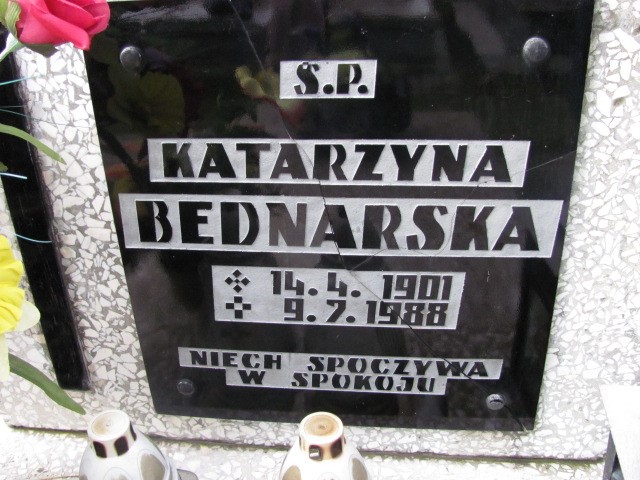 Ś.P.
KATARZYNA
BEDNARSKA
14.4.1901
9.7.1988
NIECH SPOCZYWA
W SPOKOJU